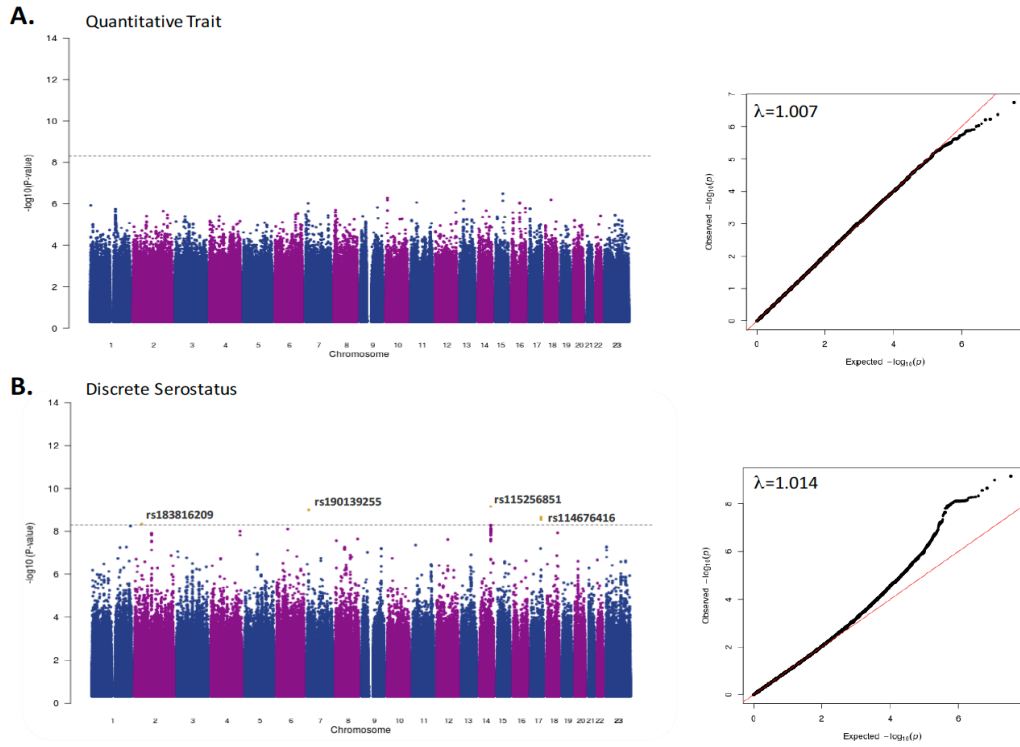 A.
Quantitative Trait
14
12
10
8
6
4
2
0
-log10(P-value)
1 2 3 4 5 6 7 8 9 10 11 12 13 14 15 16 17 18 19 20 21 22 23
Chromosome
λ=1.007
7
6
5
4
3
2
1
0
Observed −log10(p)
0 2 4 6
Expected −log10(p)
B.
Discrete Serostatus
14
12
10
8
6
4
2
0
-log10 (P-value)
rs183816209
rs190139255
rs115256851
rs114676416
1 2 3 4 5 6 7 8 9 10 11 12 13 14 15 16 17 18 19 20 21 22 23
Chromosome
λ=1.014
8
6
4
2
0
Observed −log10(p)
0 2 4 6
Expected −log10(p)